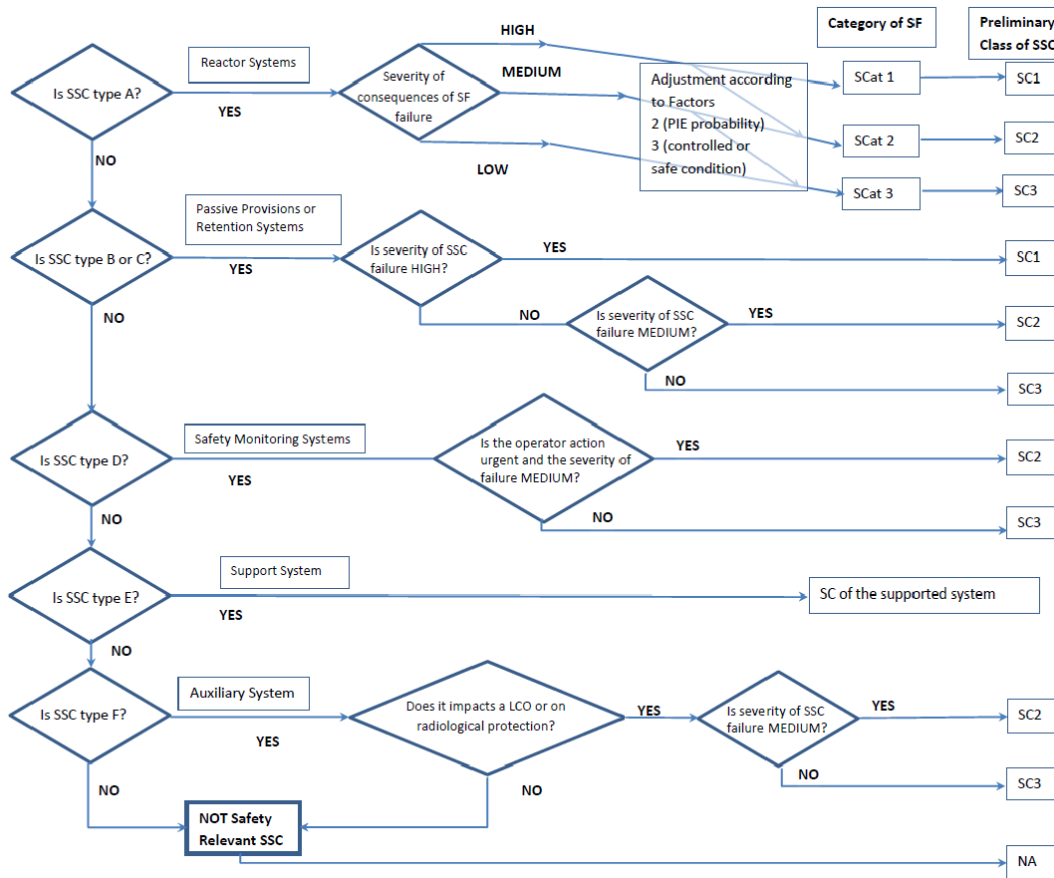 Category of SF
Preliminary
Class of SSC
HIGH
Reactor Systems
MEDIUM
Is SSC type A?
YES
Severity of
consequences of SF
failure
Adjustment according
to Factors
2 (PIE probability)
3 (controlled or
safe condition)
SCat 1
SC1
SCat 2
SC2
NO
LOW
SCat 3
SC3
Passive Provisions or
Retention Systems
Is SSC type B or C?
YES
Is severity of SSC
failure HIGH?
YES
SC1
NO
NO
Is severity of SSC
failure MEDIUM?
YES
SC2
NO
SC3
Safety Monitoring Systems
Is SSC type D?
YES
Is the operator action
urgent and the severity of
failure MEDIUM?
YES
SC2
NO
NO
SC3
Support System
Is SSC type E?
YES
SC of the supported system
NO
Auxiliary System
Is SSC type F?
YES
Does it impacts a LCO or on
radiological protection?
YES
Is severity of SSC
failure MEDIUM?
YES
SC2
NO
NO
NO
SC3
NOT Safety
Relevant SSC
NA